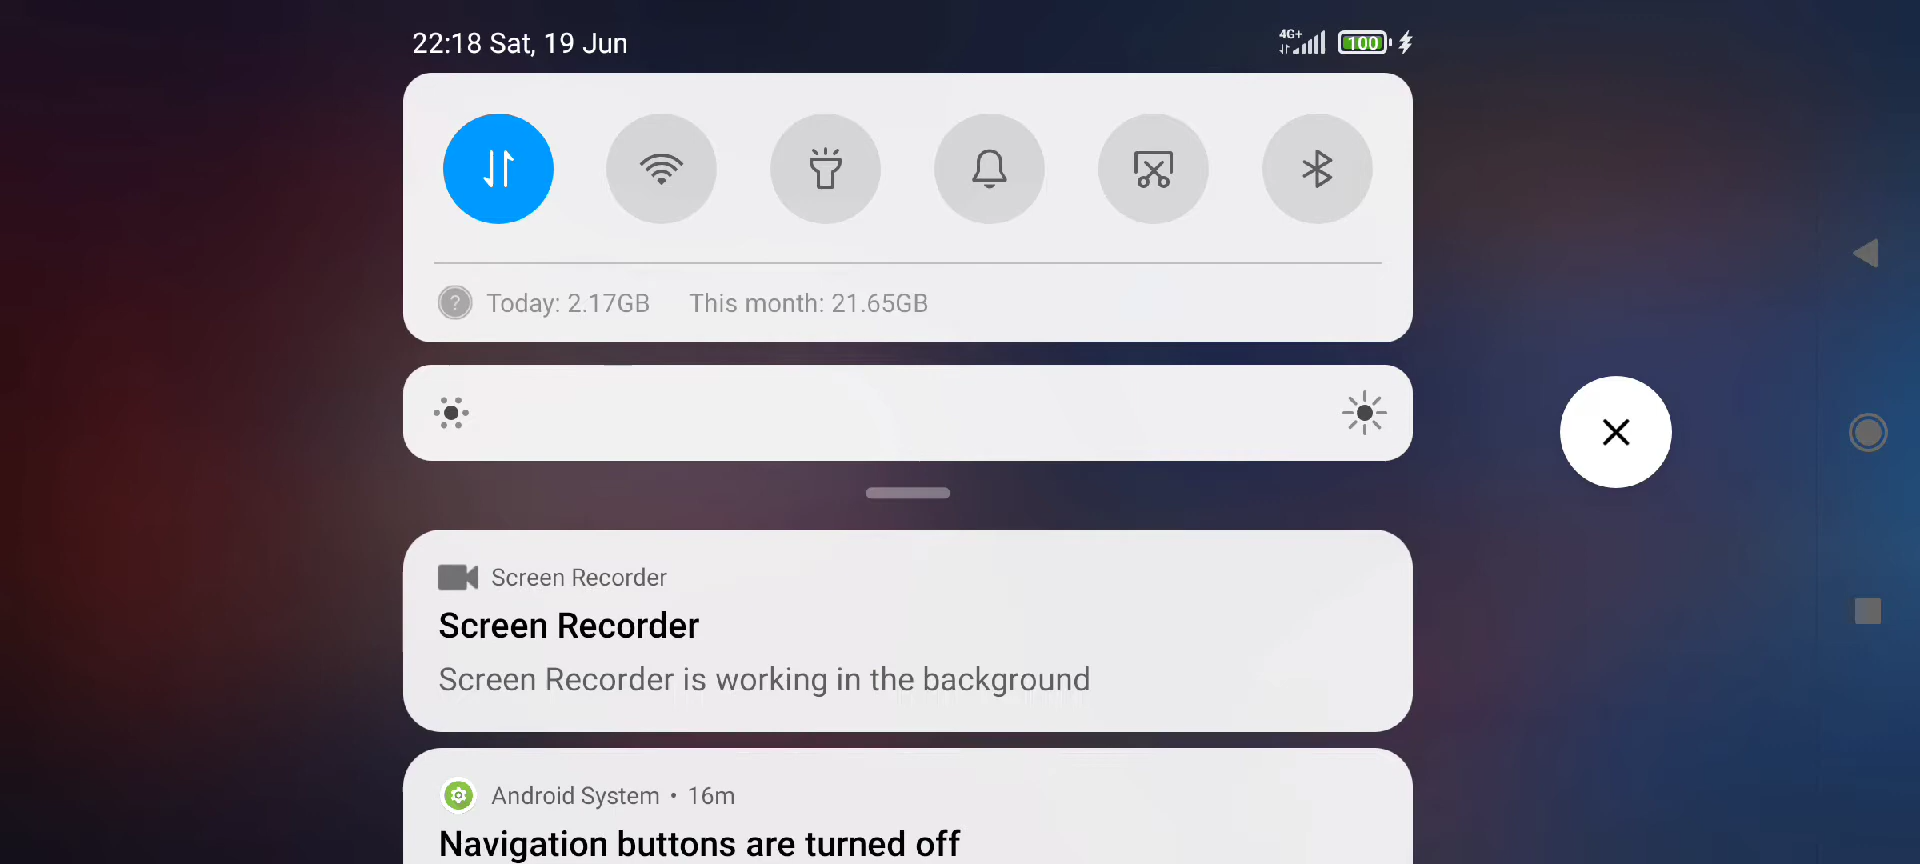 22:18 Sat, 19 Jun
4G+ 100
Today: 2.17GB This month: 21.65GB
Screen Recorder
Screen Recorder
Screen Recorder is working in the background
Android System • 16m
Navigation buttons are turned off